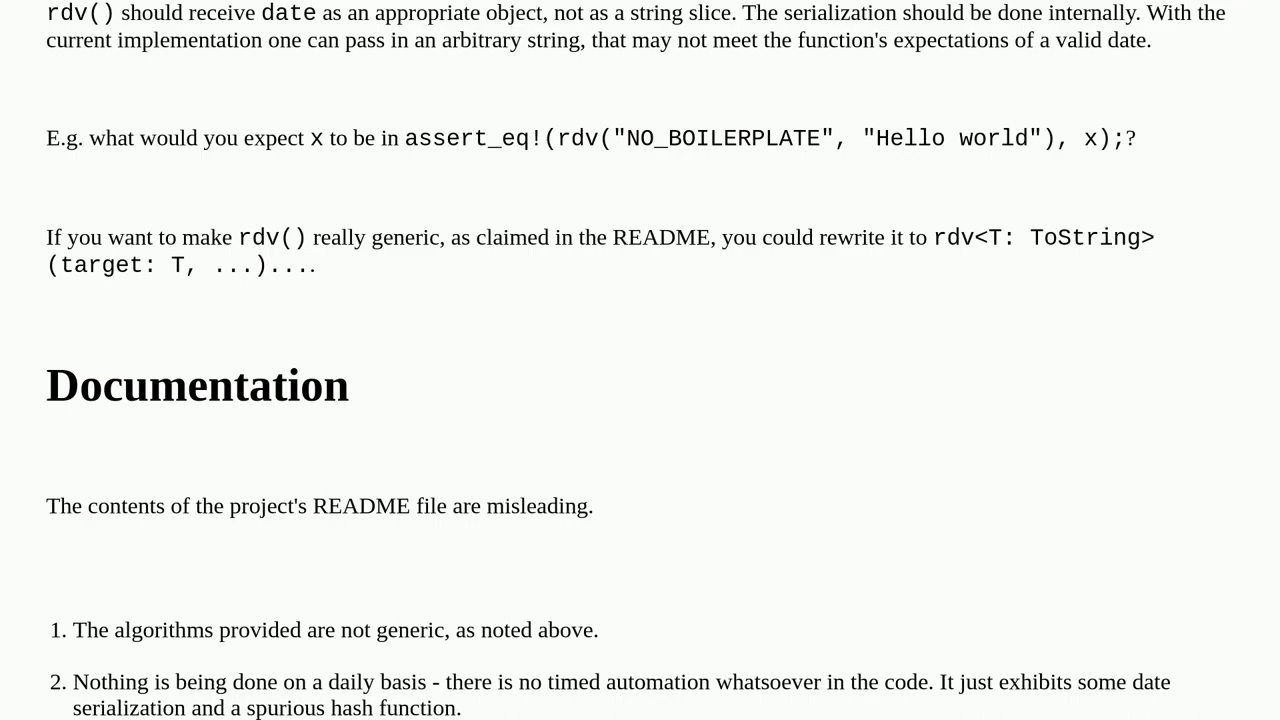 rdv() should receive date as an appropriate object, not as a string slice. The serialization should be done internally. With the
current implementation one can pass in an arbitrary string, that may not meet the function's expectations of a valid date.
E.g. what would you expect x to be in assert_eq!(rdv("NO_BOILERPLATE", "Hello world"), x);?
If you want to make rdv() really generic, as claimed in the README, you could rewrite it to rdv<T: ToString>
(target: T, ...)....
Documentation
The contents of the project's README file are misleading.
1. The algorithms provided are not generic, as noted above.
2. Nothing is being done on a daily basis - there is no timed automation whatsoever in the code. It just exhibits some date
serialization and a spurious hash function.